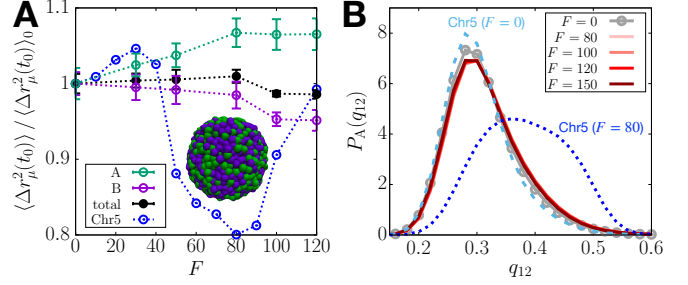 A
⟨Δr²_μ(t₀)⟩ / ⟨Δr²_μ(t₀)⟩₀
1.1
1
0.9
0.8
A
B
total
Chr5
0 20 40 60 80 100 120
F
B
P_A(q₁₂)
8
6
4
2
0
Chr5 (F = 0)
F = 0
F = 80
F = 100
F = 120
F = 150
Chr5 (F = 80)
0.2 0.3 0.4 0.5 0.6
q₁₂